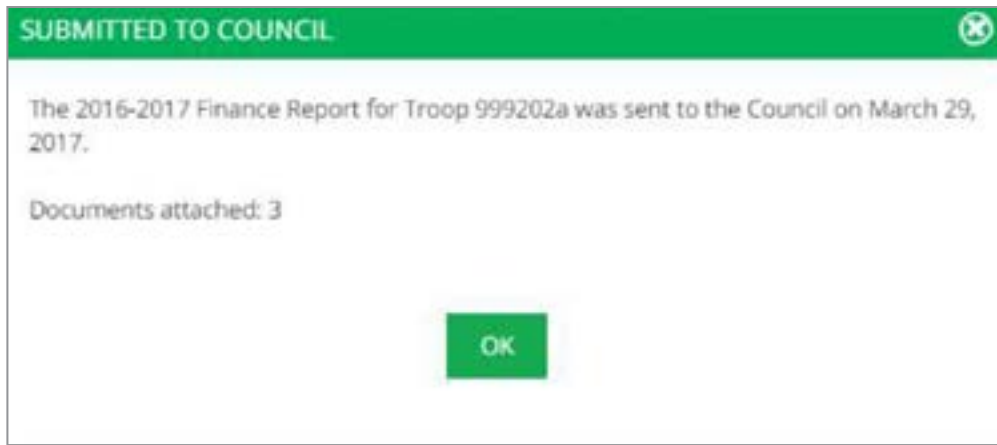 SUBMITTED TO COUNCIL
The 2016-2017 Finance Report for Troop 999202a was sent to the Council on March 29,
2017.
Documents attached: 3
OK